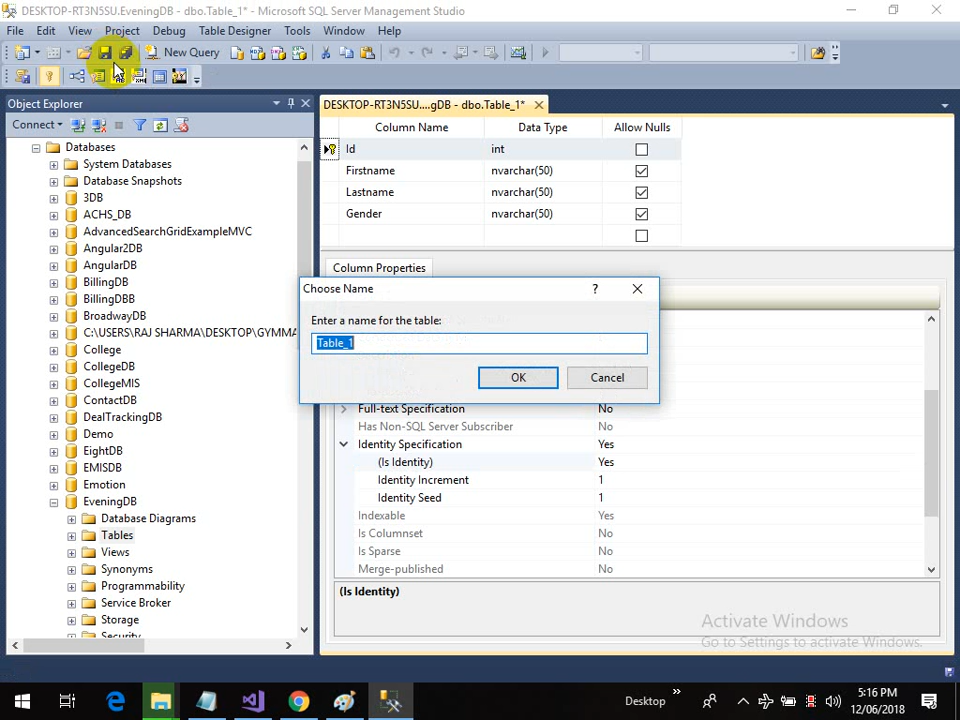 DESKTOP-RT3N5SU.EveningDB - dbo.Table_1* - Microsoft SQL Server Management Studio
File Edit View Project Debug Table Designer Tools Window Help
New Query
Object Explorer
Connect
Databases
System Databases
Database Snapshots
3DB
ACHS_DB
AdvancedSearchGridExampleMVC
Angular2DB
AngularDB
BillingDB
BillingDBB
BroadwayDB
C:\USERS\RAJ SHARMA\DESKTOP\GYMMA
College
CollegeDB
CollegeMIS
ContactDB
DealTrackingDB
Demo
EightDB
EMISDB
Emotion
EveningDB
Database Diagrams
Tables
Views
Synonyms
Programmability
Service Broker
Storage
Security
DESKTOP-RT3N5SU....gDB - dbo.Table_1*
Column Name Data Type Allow Nulls
Id int
Firstname nvarchar(50)
Lastname nvarchar(50)
Gender nvarchar(50)
Column Properties
Choose Name
?
Enter a name for the table:
Table_1
OK Cancel
Full-text Specification No
Has Non-SQL Server Subscriber No
Identity Specification Yes
(Is Identity) Yes
Identity Increment 1
Identity Seed 1
Indexable Yes
Is Columnset No
Is Sparse No
Merge-published No
(Is Identity)
Activate Windows
Go to Settings to activate Windows.
Desktop
5:16 PM
12/06/2018